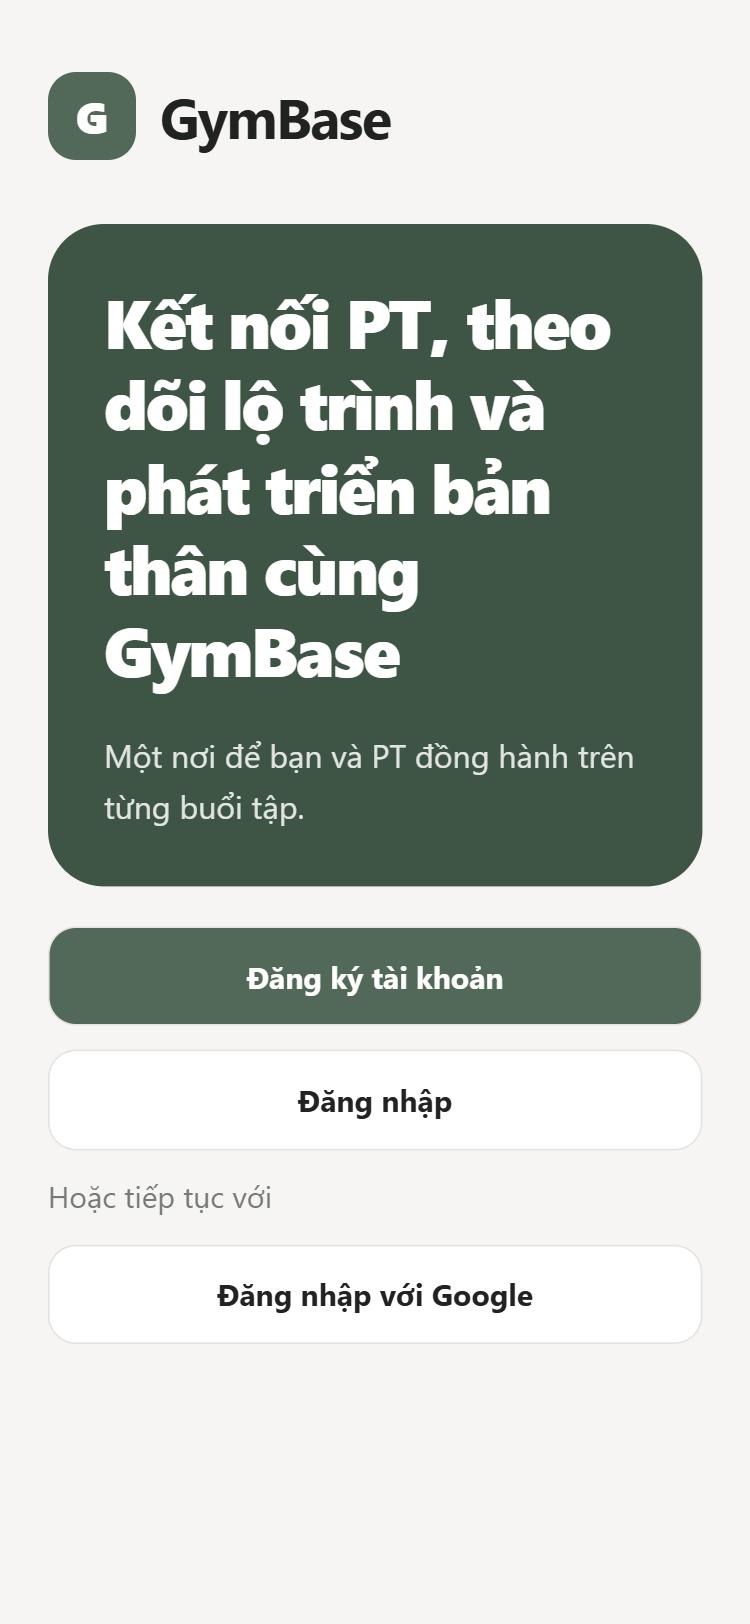 G
GymBase
Kết nối PT, theo
dõi lộ trình và
phát triển bản
thân cùng
GymBase
Một nơi để bạn và PT đồng hành trên
từng buổi tập.
Đăng ký tài khoản
Đăng nhập
Hoặc tiếp tục với
Đăng nhập với Google